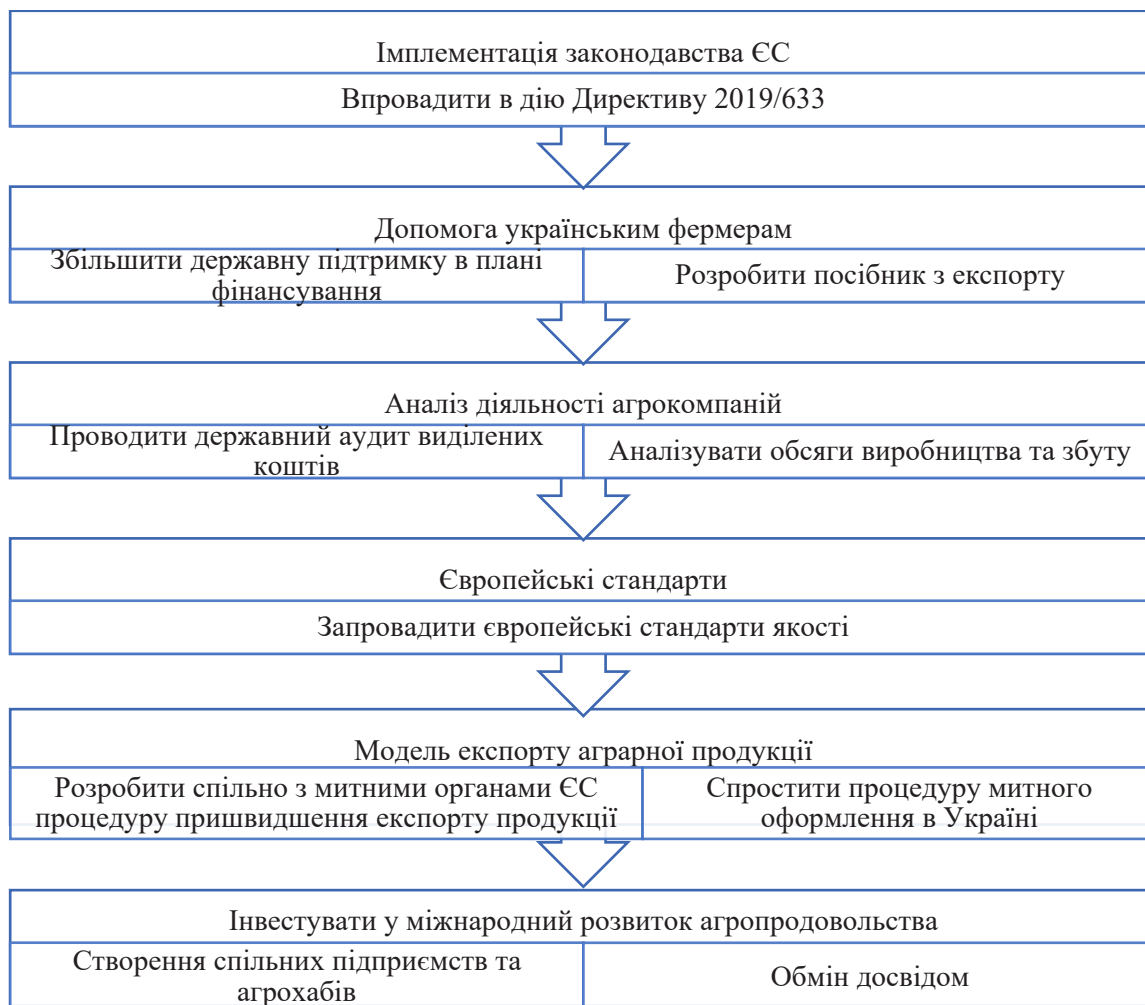 Імплементація законодавства ЄС
Впровадити в дію Директиву 2019/633
Допомога українським фермерам
Збільшити державну підтримку в плані
фінансування
Розробити посібник з експорту
Аналіз діяльності агрокомпаній
Проводити державний аудит виділених
коштів
Аналізувати обсяги виробництва та збуту
Європейські стандарти
Запровадити європейські стандарти якості
Модель експорту аграрної продукції
Розробити спільно з митними органами ЄС
процедуру пришвидшення експорту продукції
Спростити процедуру митного
оформлення в Україні
Інвестувати у міжнародний розвиток агропродовольства
Створення спільних підприємств та
агрохабів
Обмін досвідом